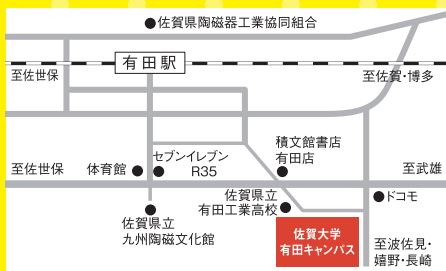 佐賀県陶磁器工業協同組合
有田駅
至佐世保
至佐賀・博多
積文館書店
有田店
セブンイレブン
R35
至佐世保
体育館
至武雄
佐賀県立
有田工業高校
ドコモ
佐賀県立
九州陶磁文化館
佐賀大学
有田キャンパス
至波佐見・
嬉野・長崎